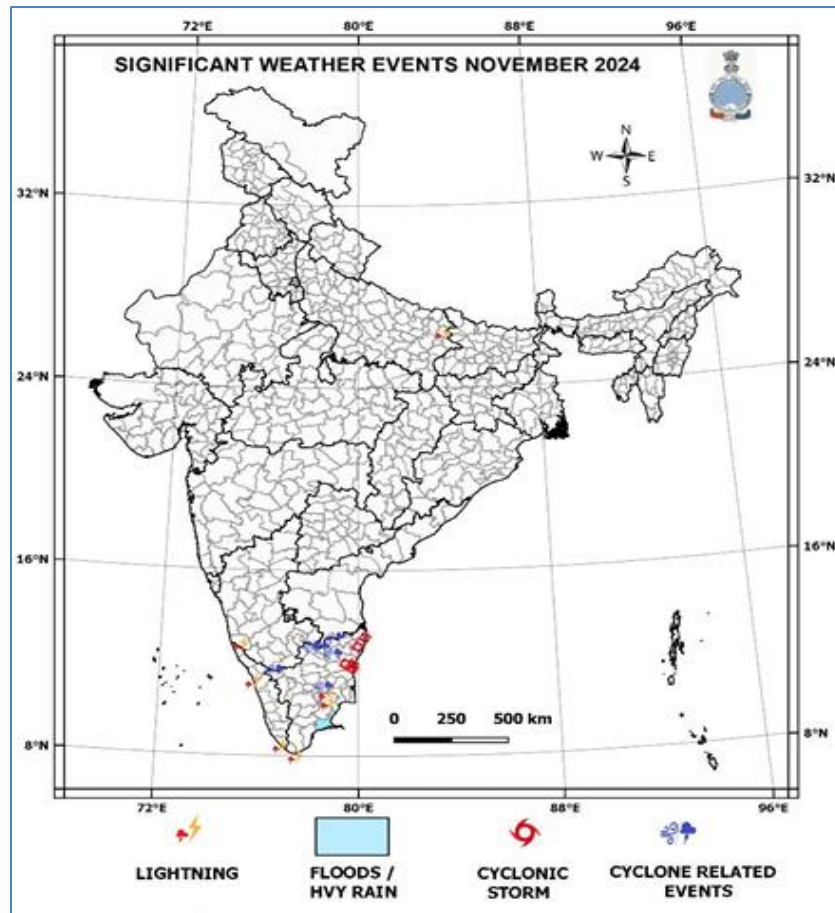 72°E 80°E 88°E 96°E
SIGNIFICANT WEATHER EVENTS NOVEMBER 2024
N
W E
S
32°N 32°N
24°N 24°N
16°N 16°N
0 250 500 km
8°N 8°N
72°E 80°E 88°E 96°E
LIGHTNING
FLOODS /
HVY RAIN
CYCLONIC
STORM
CYCLONE RELATED
EVENTS